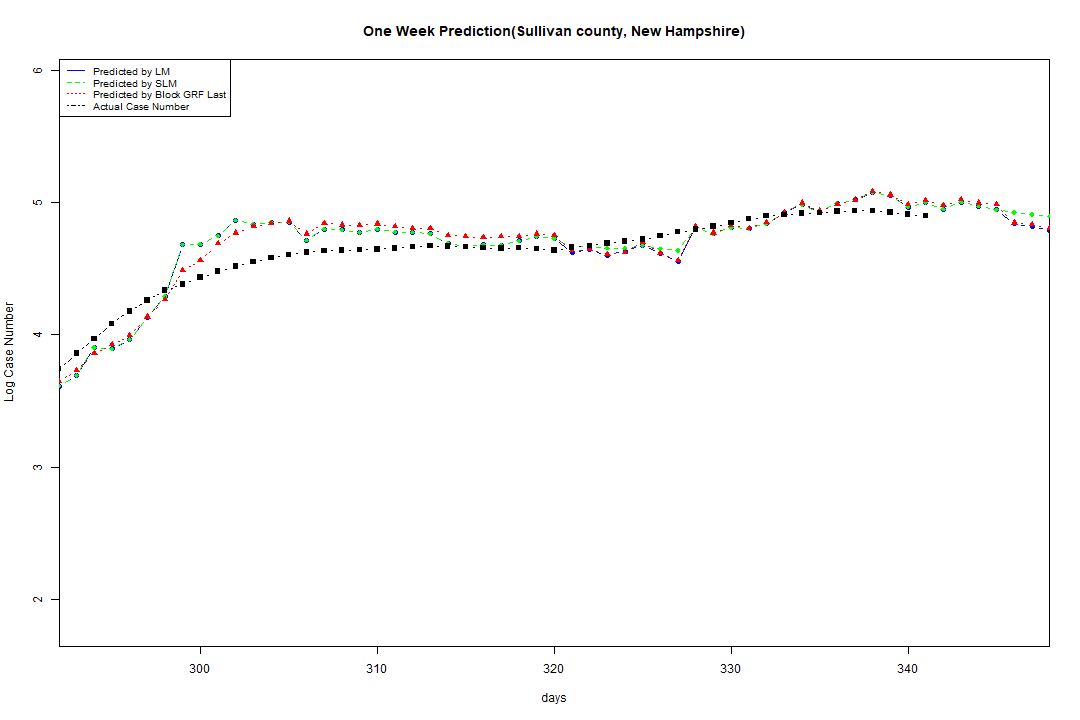 One Week Prediction(Sullivan county, New Hampshire)
Predicted by LM
Predicted by SLM
Predicted by Block GRF Last
Actual Case Number
6
5
4
3
2
Log Case Number
300 310 320 330 340
days